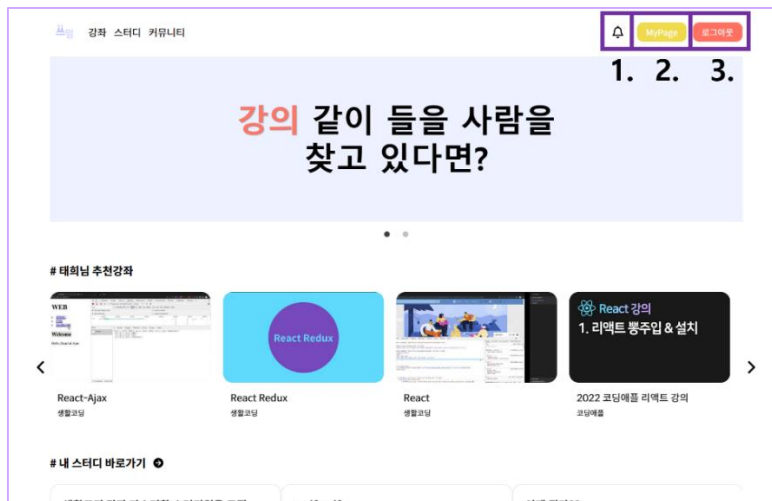 쯔밍 강좌 스터디 커뮤니티 MyPage 로그아웃
1. 2. 3.
강의 같이 들을 사람을
찾고 있다면?
# 태희님 추천강좌
WEB
Welcome
React Redux
React 강의
1. 리액트 뽕주입 & 설치
React-Ajax React Redux React 2022 코딩애플 리액트 강의
생활코딩 생활코딩 생활코딩 코딩애플
# 내 스터디 바로가기